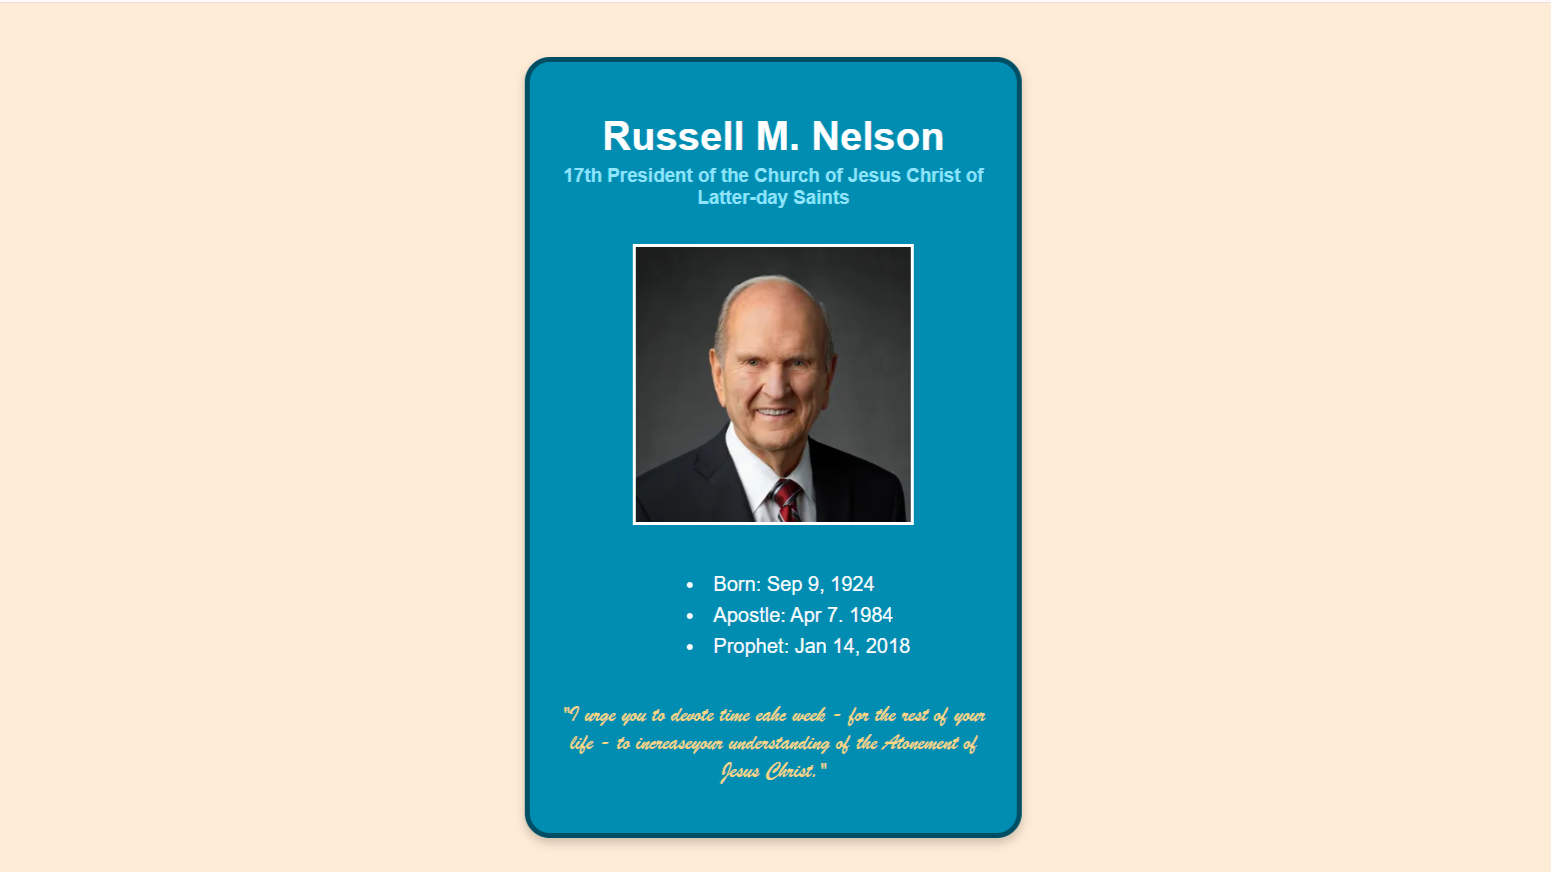 Russell M. Nelson
17th President of the Church of Jesus Christ of
Latter-day Saints
• Born: Sep 9, 1924
• Apostle: Apr 7. 1984
• Prophet: Jan 14, 2018
"I urge you to devote time eahc week - for the rest of your
life - to increaseyour understanding of the Atonement of
Jesus Christ."